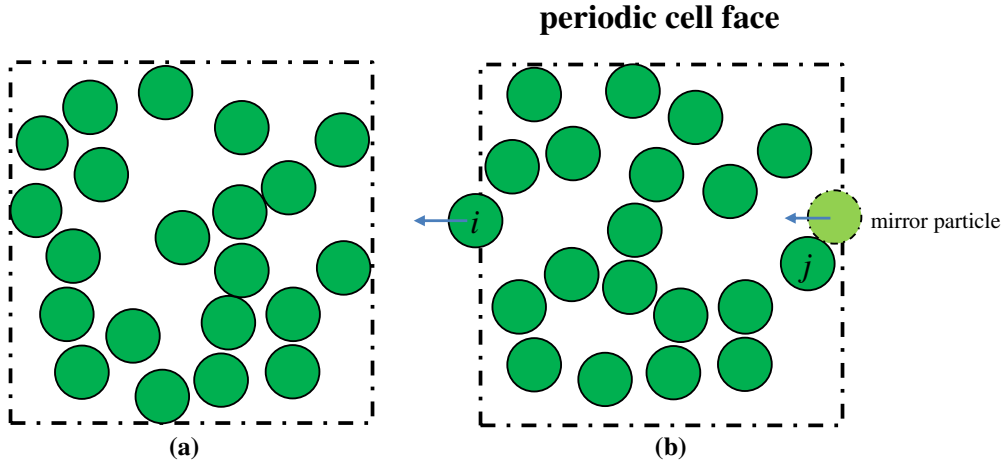 periodic cell face
i
mirror particle
j
(a)
(b)